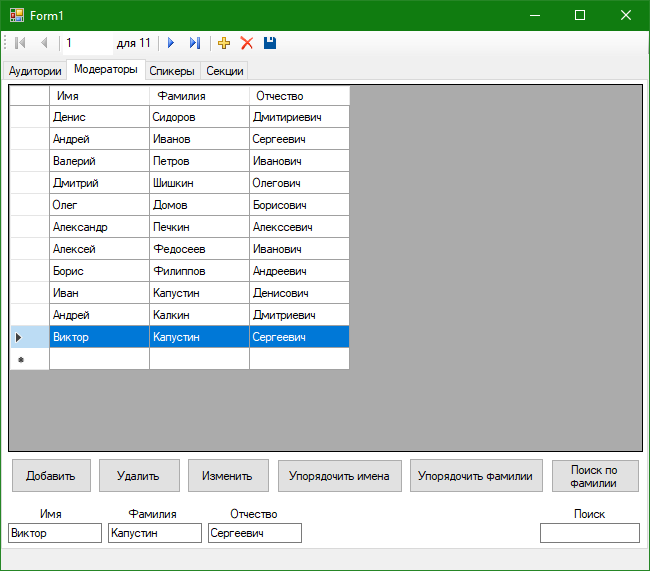 Form1
1 для 11
Аудитории Модераторы Спикеры Секции
Имя Фамилия Отчество
Денис Сидоров Дмитириевич
Андрей Иванов Сергеевич
Валерий Петров Иванович
Дмитрий Шишкин Олегович
Олег Домов Борисович
Александр Печкин Алекссевич
Алексей Федосеев Иванович
Борис Филиппов Андреевич
Иван Капустин Денисович
Андрей Калкин Дмитриевич
Виктор Капустин Сергеевич
Добавить Удалить Изменить Упорядочить имена Упорядочить фамилии Поиск по
фамилии
Имя Фамилия Отчество Поиск
Виктор Капустин Сергеевич